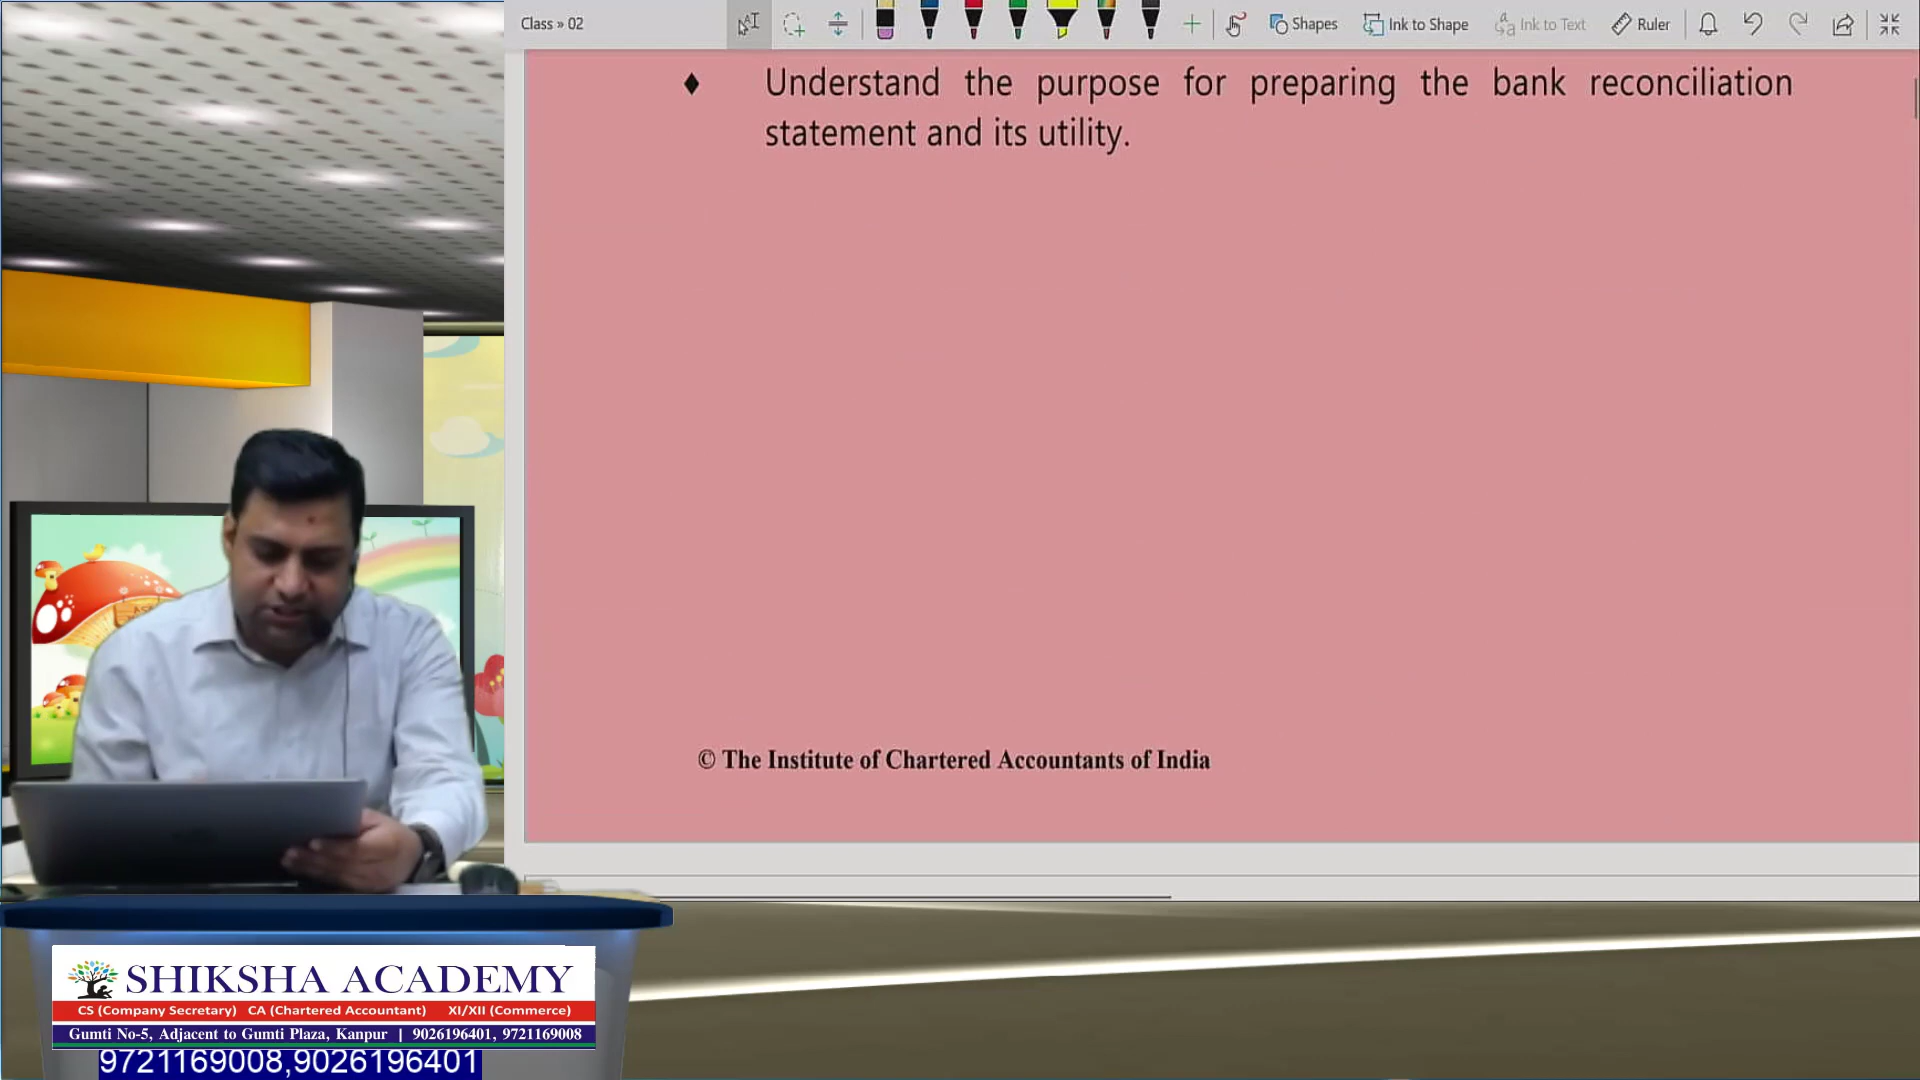 Class » 02
Shapes
Ink to Shape
Ink to Text
Ruler
♦ Understand the purpose for preparing the bank reconciliation
statement and its utility.
© The Institute of Chartered Accountants of India
SHIKSHA ACADEMY
CS (Company Secretary) CA (Chartered Accountant) XI/XII (Commerce)
Gumti No-5, Adjacent to Gumti Plaza, Kanpur | 9026196401, 9721169008
9721169008,9026196401